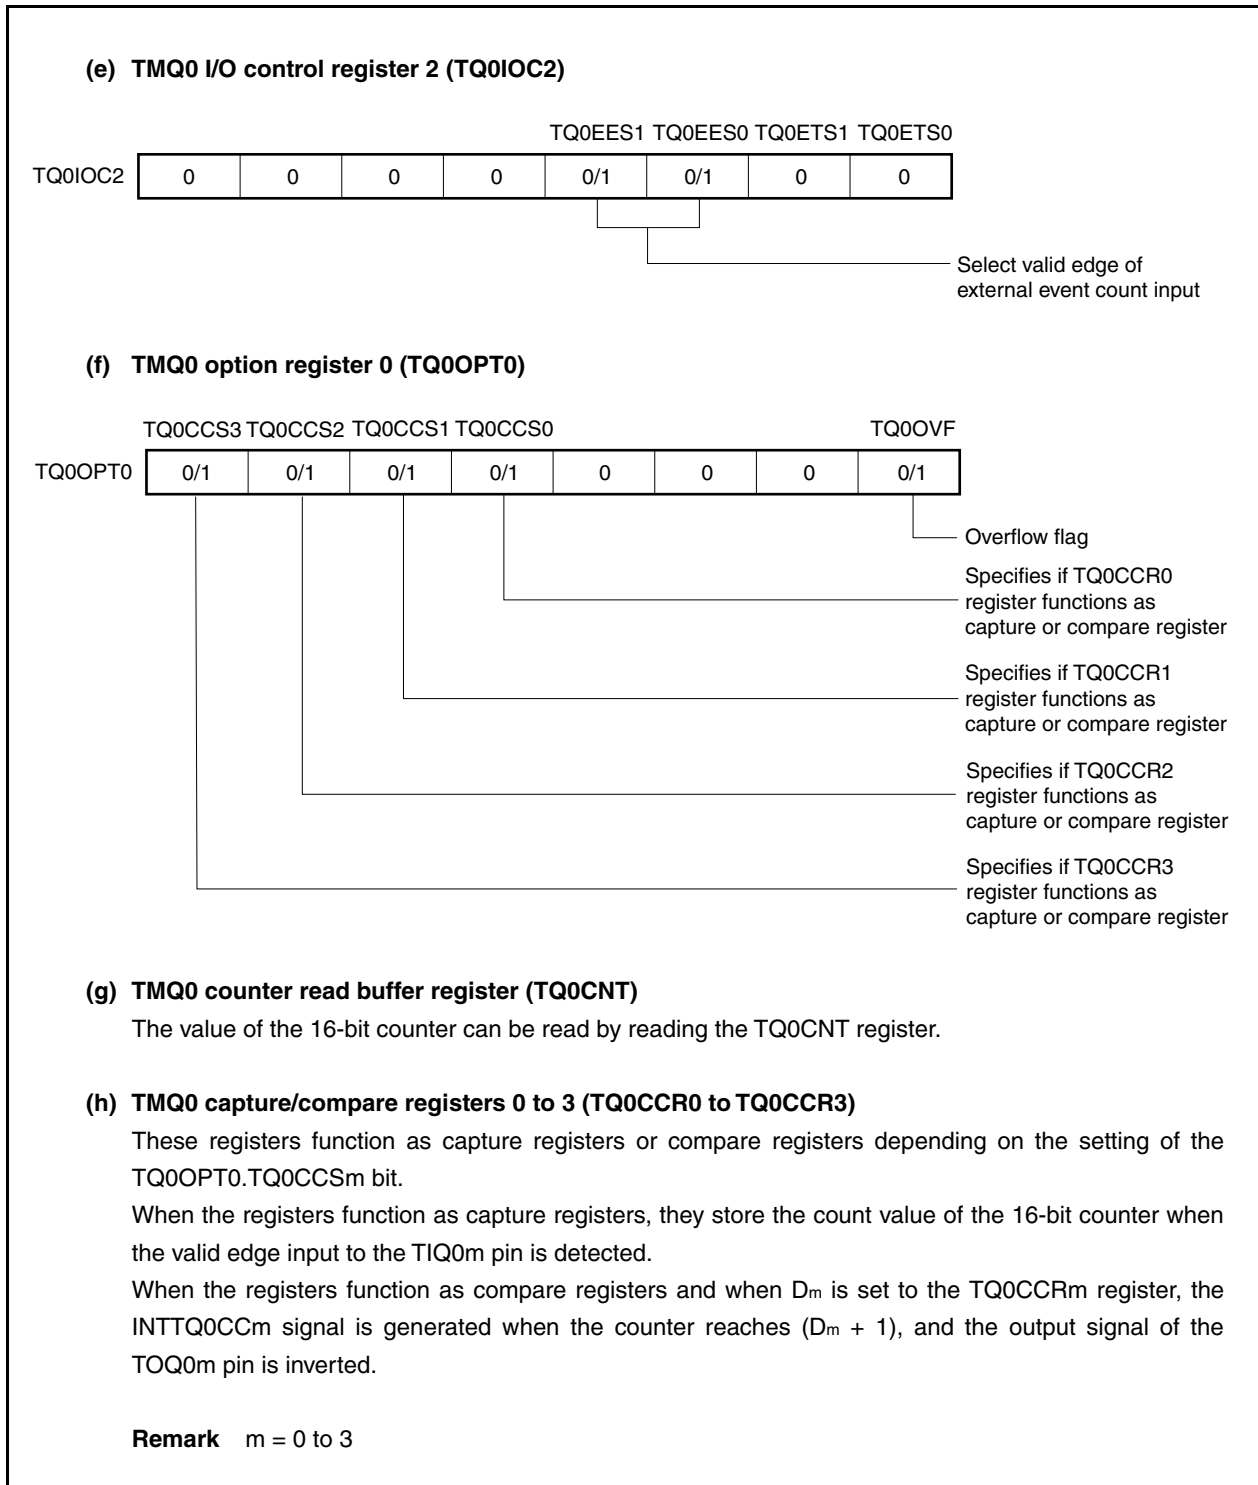 (e) TMQ0 I/O control register 2 (TQ0IOC2)
TQ0EES1 TQ0EES0 TQ0ETS1 TQ0ETS0
TQ0IOC2 0 0 0 0 0/1 0/1 0 0
Select valid edge of
external event count input
(f) TMQ0 option register 0 (TQ0OPT0)
TQ0CCS3 TQ0CCS2 TQ0CCS1 TQ0CCS0 TQ0OVF
TQ0OPT0 0/1 0/1 0/1 0/1 0 0 0 0/1
Overflow flag
Specifies if TQ0CCR0
register functions as
capture or compare register
Specifies if TQ0CCR1
register functions as
capture or compare register
Specifies if TQ0CCR2
register functions as
capture or compare register
Specifies if TQ0CCR3
register functions as
capture or compare register
(g) TMQ0 counter read buffer register (TQ0CNT)
The value of the 16-bit counter can be read by reading the TQ0CNT register.
(h) TMQ0 capture/compare registers 0 to 3 (TQ0CCR0 to TQ0CCR3)
These registers function as capture registers or compare registers depending on the setting of the
TQ0OPT0.TQ0CCSm bit.
When the registers function as capture registers, they store the count value of the 16-bit counter when
the valid edge input to the TIQ0m pin is detected.
When the registers function as compare registers and when Dm is set to the TQ0CCRm register, the
INTTQ0CCm signal is generated when the counter reaches (Dm + 1), and the output signal of the
TOQ0m pin is inverted.
Remark m = 0 to 3